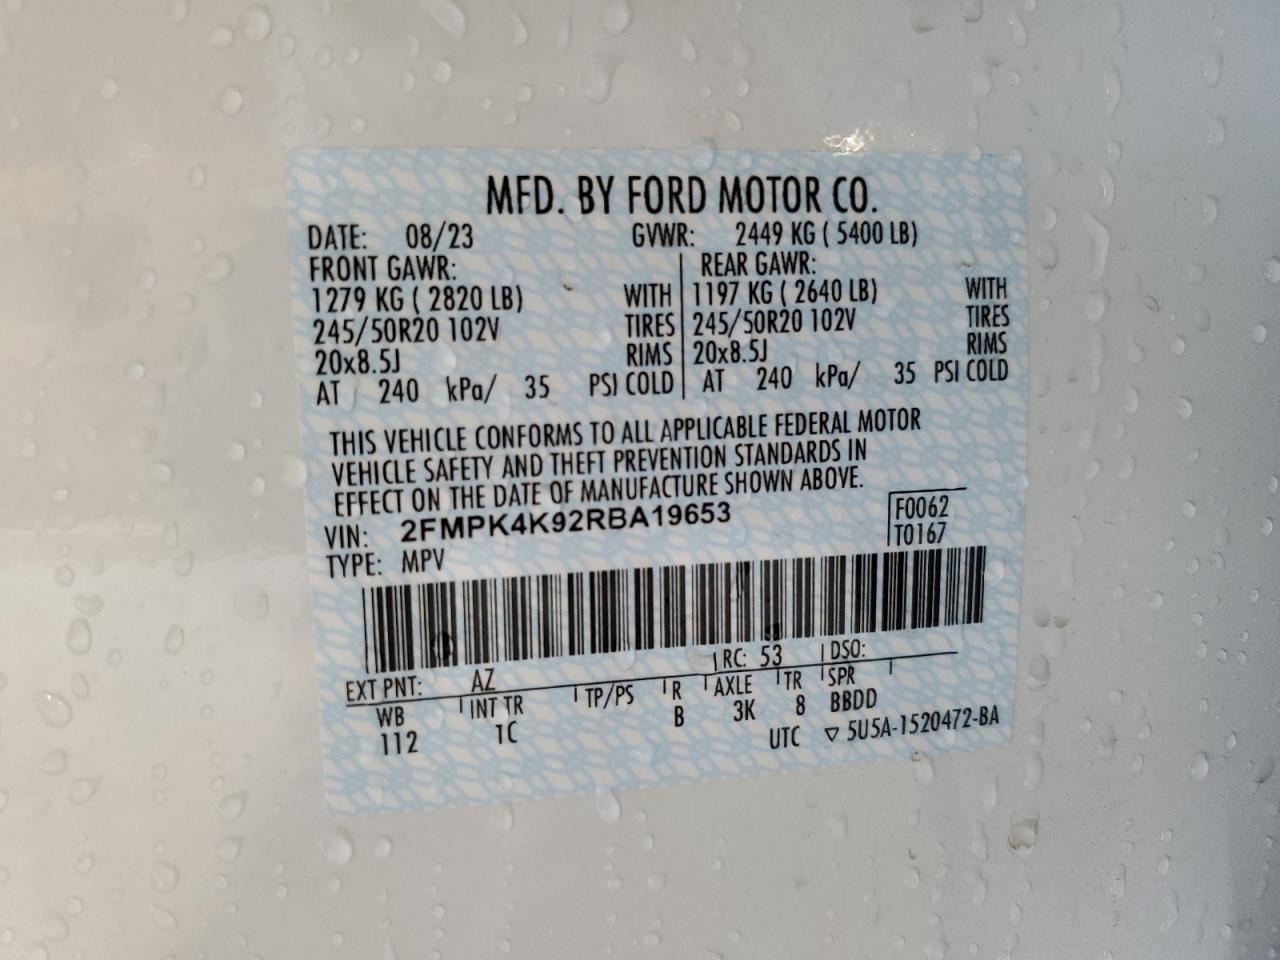 MFD. BY FORD MOTOR CO.
DATE: 08/23 GVWR: 2449 KG ( 5400 LB)
FRONT GAWR: REAR GAWR:
1279 KG ( 2820 LB) WITH 1197 KG ( 2640 LB) WITH
245/50R20 102V TIRES 245/50R20 102V TIRES
20x8.5J RIMS 20x8.5J RIMS
AT 240 kPa/ 35 PSI COLD AT 240 kPa/ 35 PSI COLD
THIS VEHICLE CONFORMS TO ALL APPLICABLE FEDERAL MOTOR
VEHICLE SAFETY AND THEFT PREVENTION STANDARDS IN
EFFECT ON THE DATE OF MANUFACTURE SHOWN ABOVE.
VIN: 2FMPK4K92RBA19653 F0062
TYPE: MPV T0167
EXT PNT: AZ RC: 53 DSO:
WB INT TR TP/PS R AXLE TR SPR
112 1C B 3K 8 BBDD
UTC ▽ 5U5A-1520472-BA